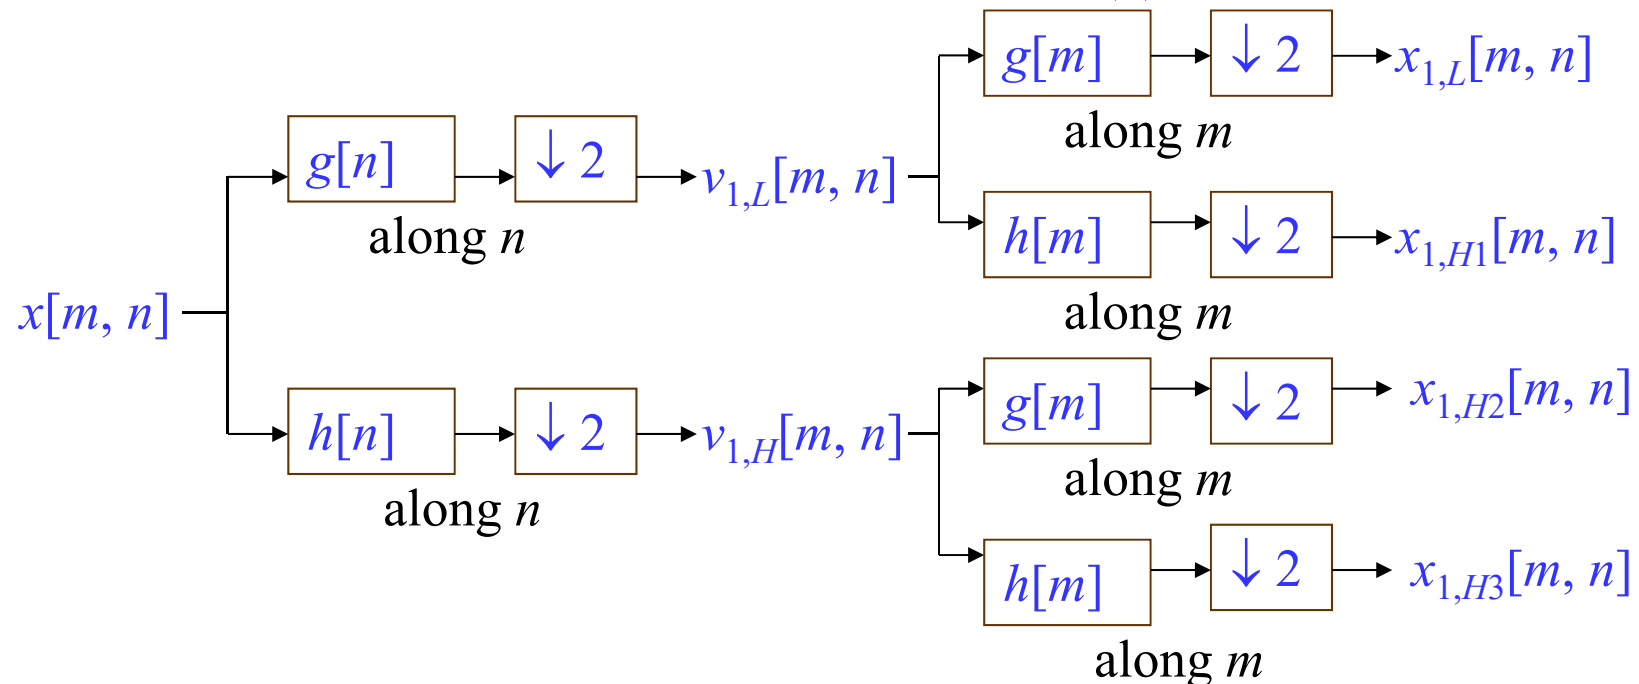 g[m] ↓ 2 x1,L[m, n]
along m
g[n] ↓ 2 v1,L[m, n]
along n
h[m] ↓ 2 x1,H1[m, n]
along m
x[m, n]
g[m] ↓ 2 x1,H2[m, n]
along m
h[n] ↓ 2 v1,H[m, n]
along n
h[m] ↓ 2 x1,H3[m, n]
along m